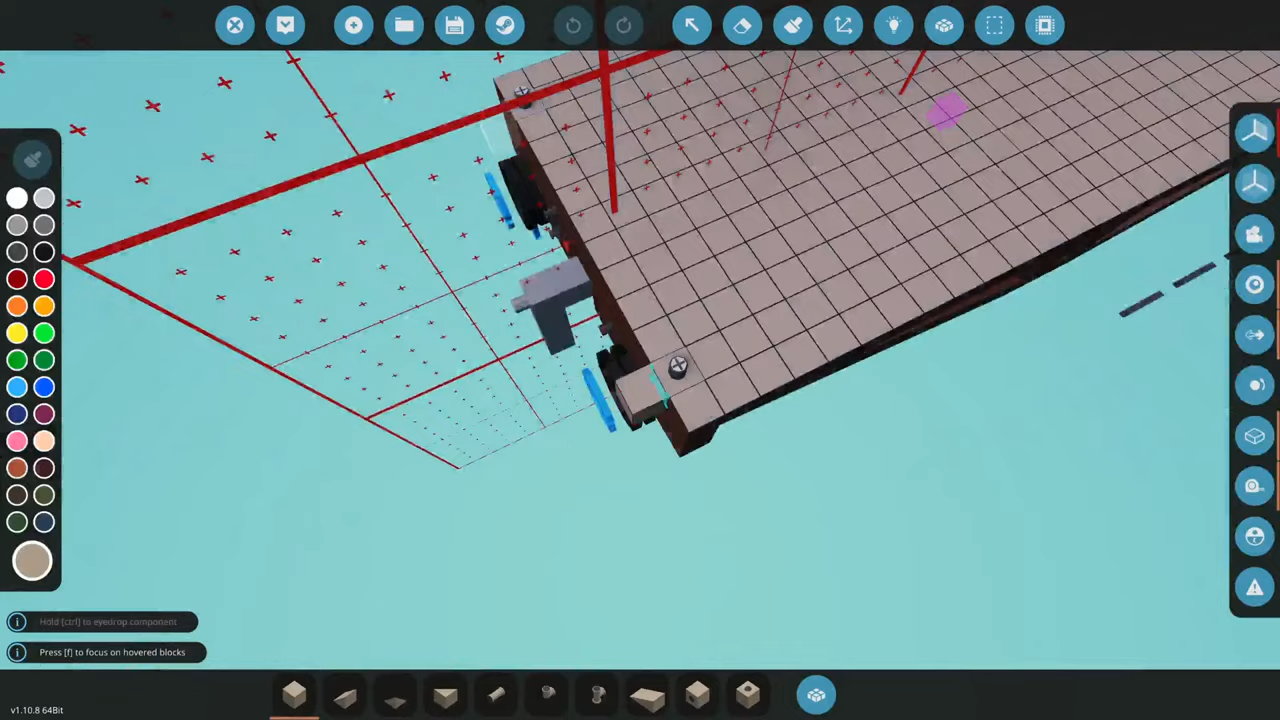 Hold [ctrl] to eyedrop component
Press [f] to focus on hovered blocks
v1.10.8 64Bit